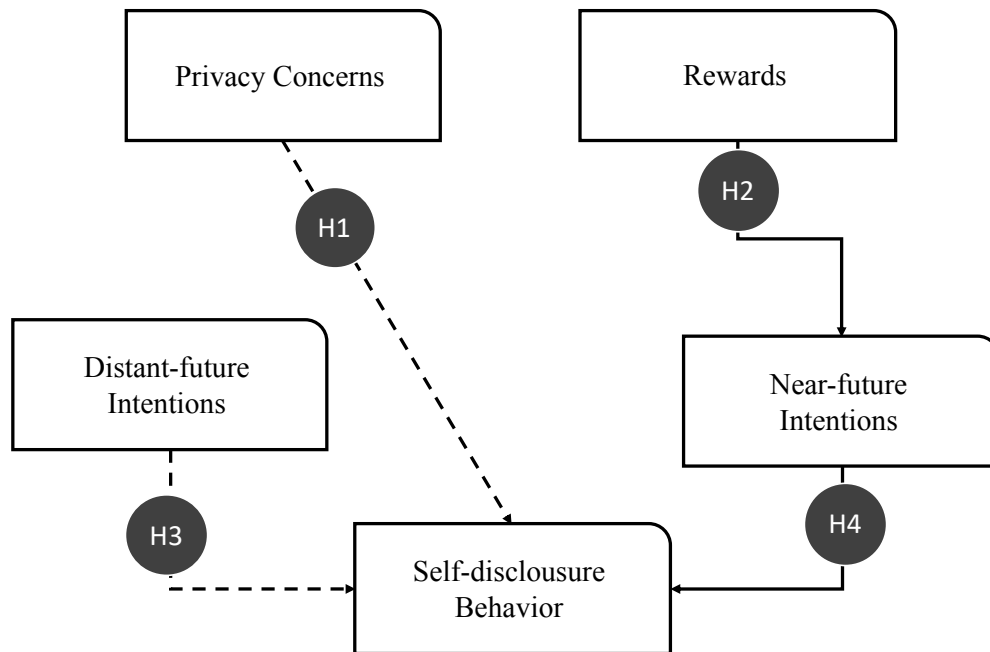 Privacy Concerns
Rewards
H1
H2
Distant-future
Intentions
Near-future
Intentions
H3
H4
Self-disclousure
Behavior